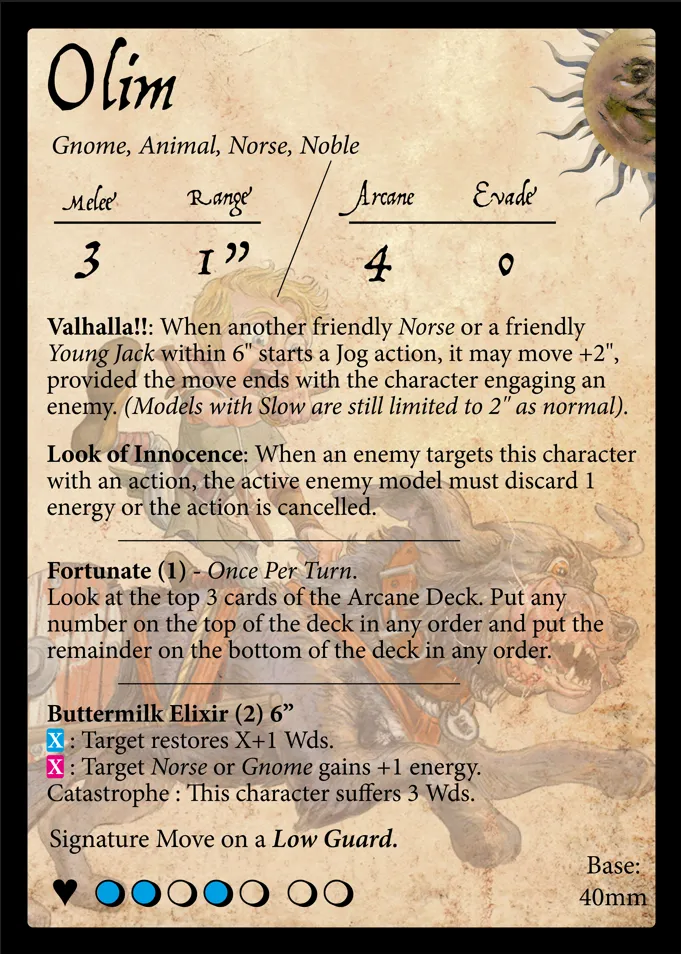 Olim
Gnome, Animal, Norse, Noble
Melee Range Arcane Evade
3 1” 4 0
Valhalla!!: When another friendly Norse or a friendly
Young Jack within 6" starts a Jog action, it may move +2",
provided the move ends with the character engaging an
enemy. (Models with Slow are still limited to 2" as normal).
Look of Innocence: When an enemy targets this character
with an action, the active enemy model must discard 1
energy or the action is cancelled.
Fortunate (1) - Once Per Turn.
Look at the top 3 cards of the Arcane Deck. Put any
number on the top of the deck in any order and put the
remainder on the bottom of the deck in any order.
Buttermilk Elixir (2) 6”
X : Target restores X+1 Wds.
X : Target Norse or Gnome gains +1 energy.
Catastrophe : This character suffers 3 Wds.
Signature Move on a Low Guard.
Base:
40mm